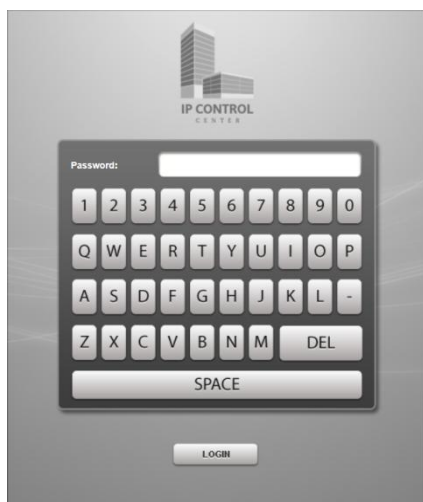 IP CONTROL
CENTER
Password:
1 2 3 4 5 6 7 8 9 0
Q W E R T Y U I O P
A S D F G H J K L -
Z X C V B N M DEL
SPACE
LOGIN